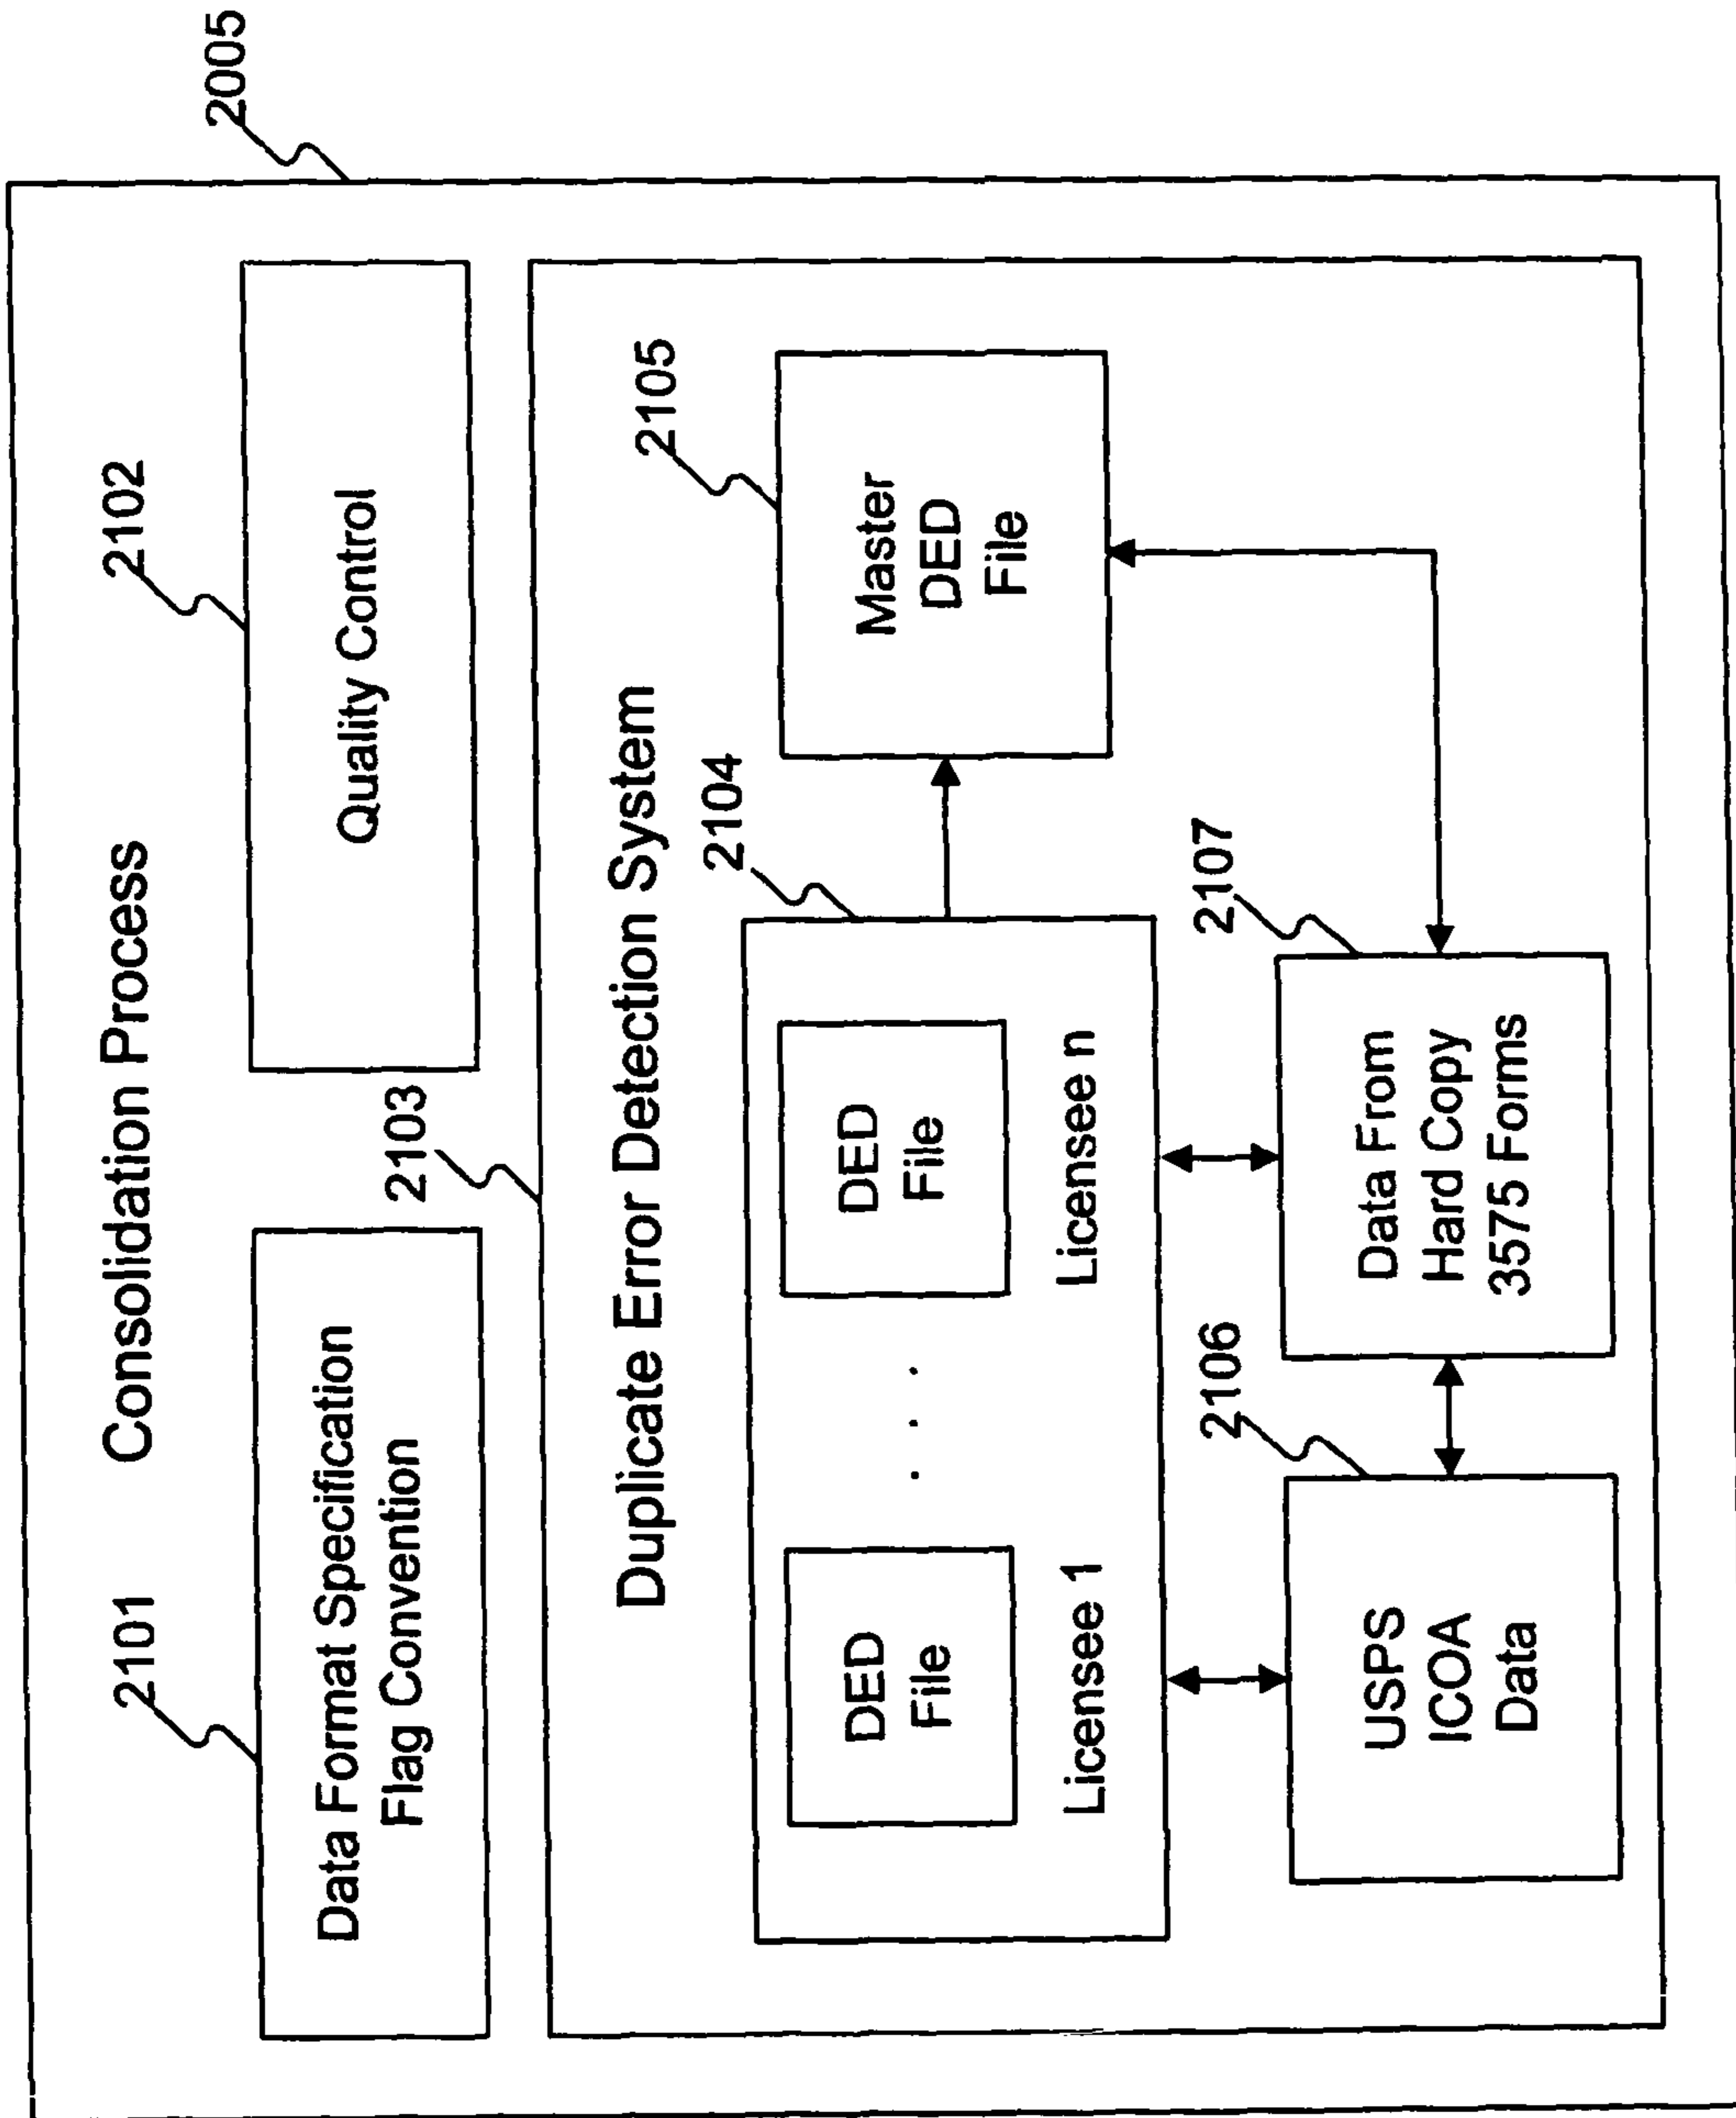 Consolidation Process
2005
2101
Data Format Specification
Flag Convention
2102
Quality Control
2103
Duplicate Error Detection System
2104
DED
File
Licensee 1
. . .
DED
File
Licensee n
2105
Master
DED
File
2106
USPS
ICOA
Data
2107
Data From
Hard Copy
3575 Forms